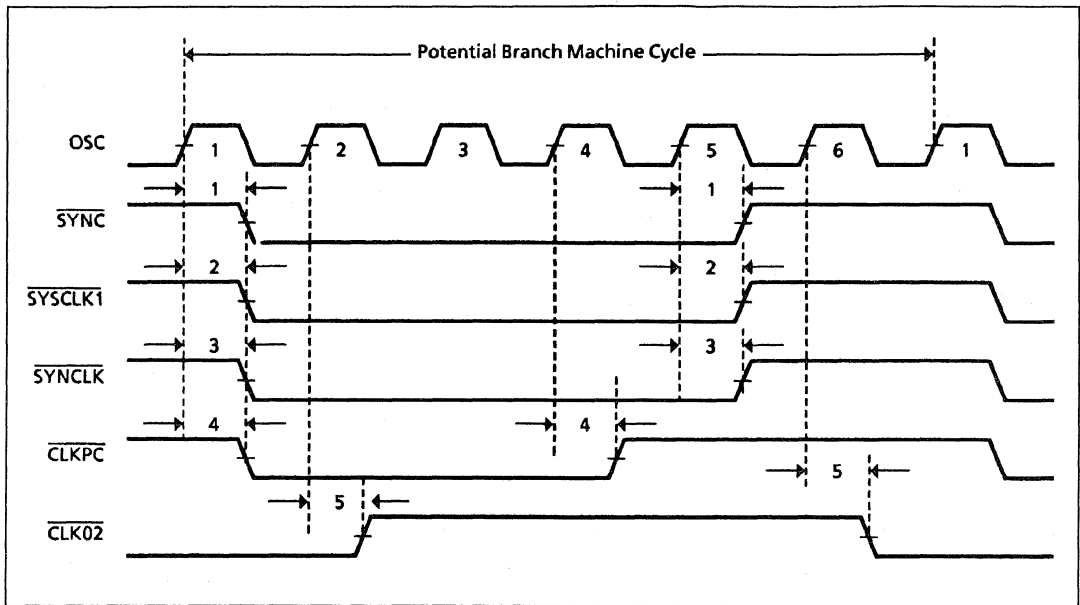 Potential Branch Machine Cycle
OSC
1 2 3 4 5 6 1
1 1
SYNC
2 2
SYSCLK1
3 3
SYNCLK
4 4
CLKPC
5 5
CLK02